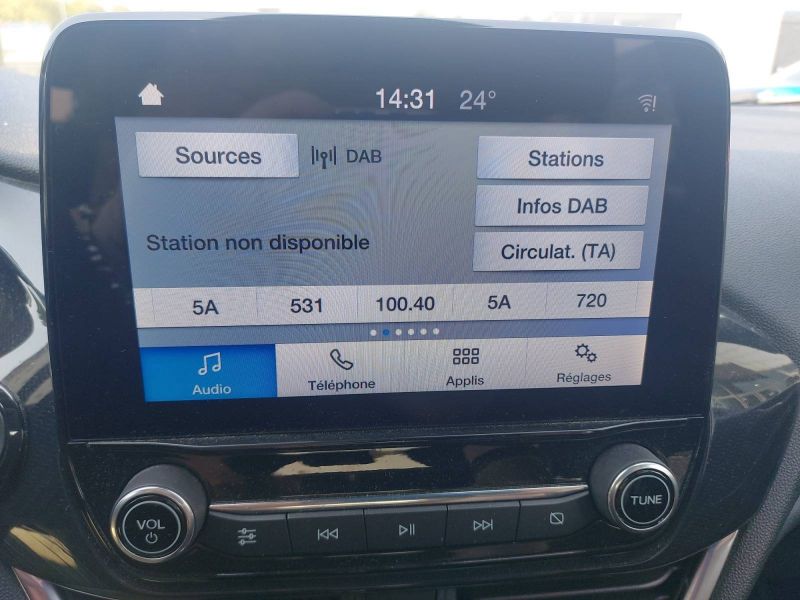 14:31 24°
Sources DAB Stations
Infos DAB
Station non disponible
Circulat. (TA)
5A 531 100.40 5A 720
Audio Téléphone Applis Réglages
VOL TUNE